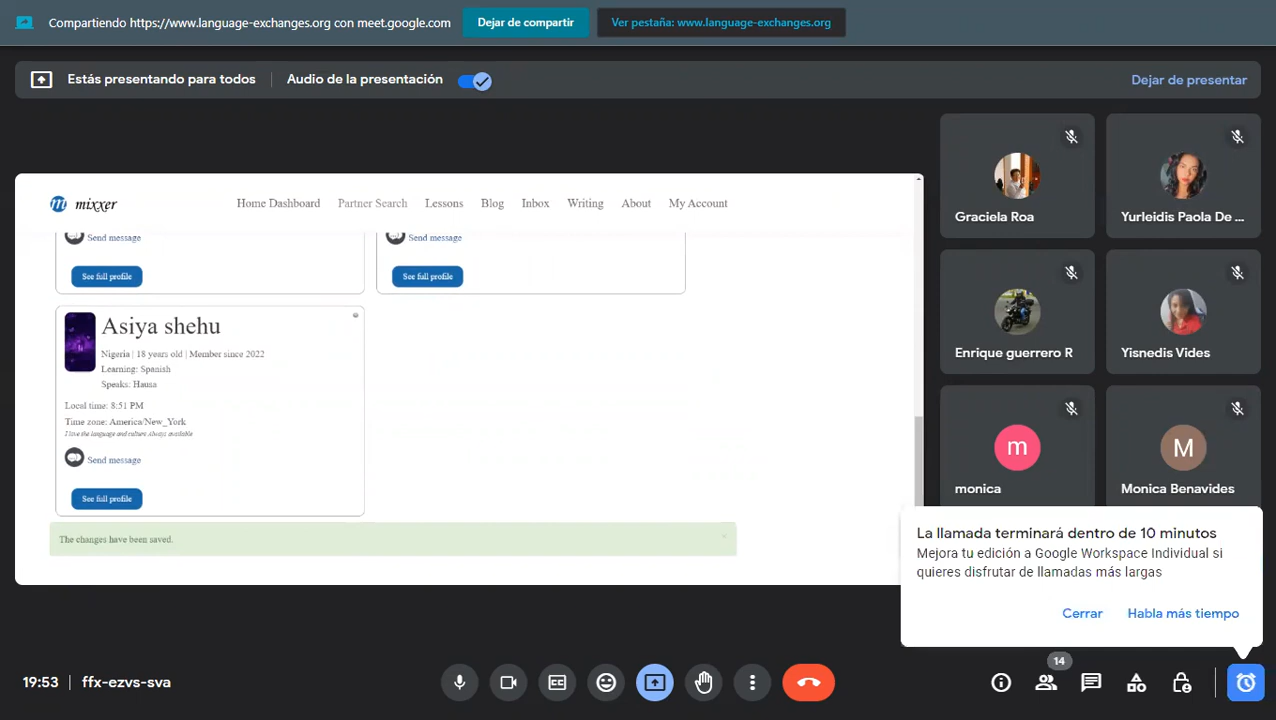 Compartiendo https://www.language-exchanges.org con meet.google.com
Dejar de compartir
Ver pestaña: www.language-exchanges.org
Estás presentando para todos
Audio de la presentación
Dejar de presentar
m mixxer
Home Dashboard
Partner Search
Lessons
Blog
Inbox
Writing
About
My Account
Send message
Send message
See full profile
See full profile
Asiya shehu
Nigeria | 18 years old | Member since 2022
Learning: Spanish
Speaks: Hausa
Local time: 8:51 PM
Time zone: America/New_York
I love the language and culture Always available
Send message
See full profile
The changes have been saved.
Graciela Roa
Yurleidis Paola De ...
Enrique guerrero R
Yisnedis Vides
m
monica
M
Monica Benavides
La llamada terminará dentro de 10 minutos
Mejora tu edición a Google Workspace Individual si
quieres disfrutar de llamadas más largas
Cerrar
Habla más tiempo
19:53 | ffx-ezvs-sva
14